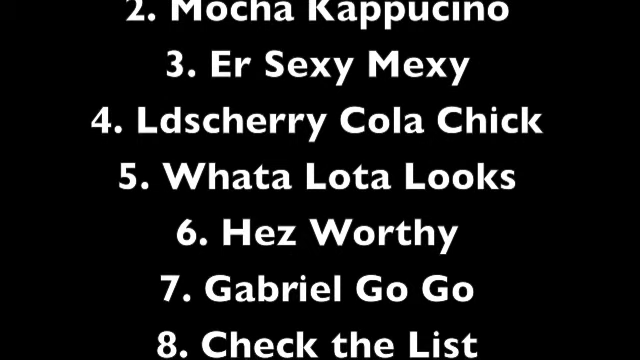 2. Mocha Kappucino
3. Er Sexy Mexy
4. Ldscherry Cola Chick
5. Whata Lota Looks
6. Hez Worthy
7. Gabriel Go Go
8. Check the List